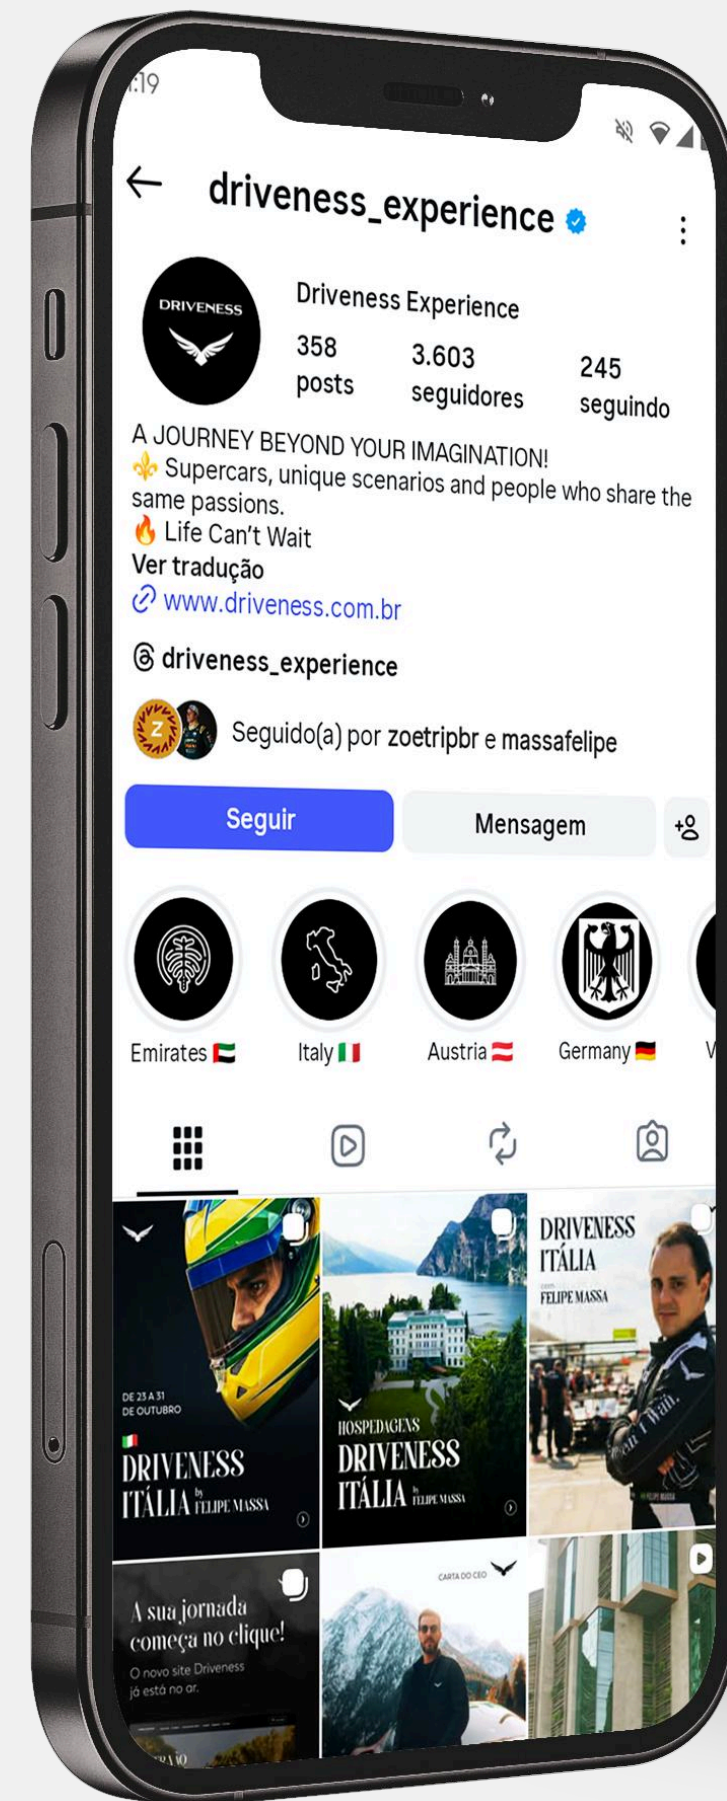 :19
driveness_experience
DRIVENESS
Driveness Experience
358
posts
3.603
seguidores
245
seguindo
A JOURNEY BEYOND YOUR IMAGINATION!
⚜️ Supercars, unique scenarios and people who share the
same passions.
🔥 Life Can't Wait
Ver tradução
www.driveness.com.br
driveness_experience
Z
Seguido(a) por zoetripbr e massafelipe
Seguir
Mensagem
Emirates 🇦🇪
Italy 🇮🇹
Austria 🇦🇹
Germany 🇩🇪
V
DE 23 A 31
DE OUTUBRO
DRIVENESS
ITÁLIA by FELIPE MASSA
HOSPEDAGENS
DRIVENESS
ITÁLIA by FELIPE MASSA
DRIVENESS
ITÁLIA
FELIPE MASSA
Wait.
A sua jornada
começa no clique!
O novo site Driveness
já está no ar.
CARTA DO CEO